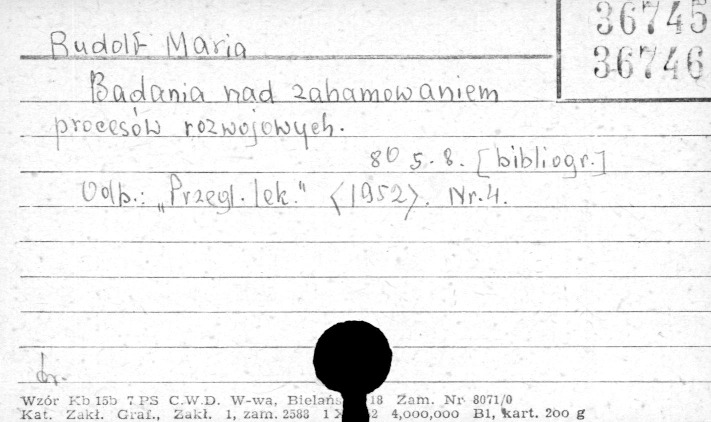 36745
36746
Rudolf Maria
Badania nad zahamowaniem
procesów rozwojowych.
8⁰ s. 8. [bibliogr.]
Odb.: „Przegl. lek." <1952>. Nr. 4.
br.
Wzór Kb 15b 7 PS C.W.D. W-wa, Bielańs 18 Zam. Nr 8071/0
Kat. Zakł. Graf., Zakł. 1, zam. 2588 1 X 2 4,000,000 B1, kart. 200 g